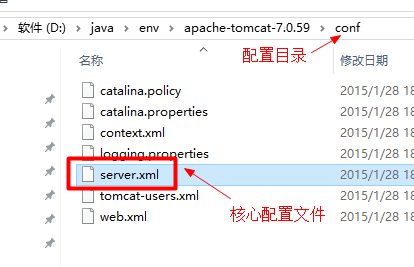 软件 (D:) › java › env › apache-tomcat-7.0.59 › conf
配置目录
名称 修改日期
catalina.policy 2015/1/28 18
catalina.properties 2015/1/28 18
context.xml 2015/1/28 18
logging.properties 2015/1/28 18
server.xml 2015/1/28 18
tomcat-users.xml 2015/1/28 18
核心配置文件
web.xml 2015/1/28 18